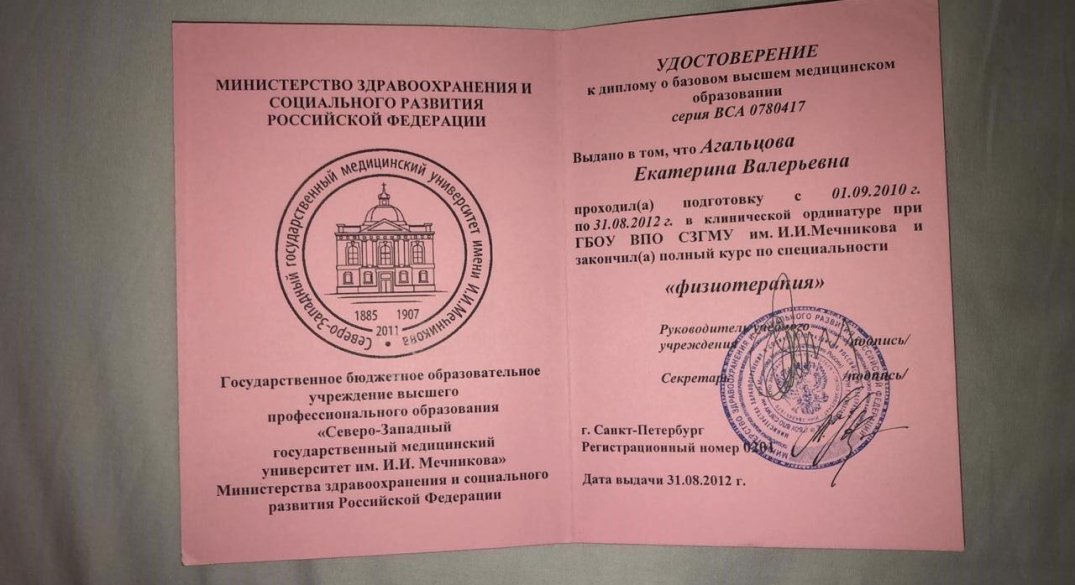 МИНИСТЕРСТВО ЗДРАВООХРАНЕНИЯ И
СОЦИАЛЬНОГО РАЗВИТИЯ
РОССИЙСКОЙ ФЕДЕРАЦИИ
Северо-Западный государственный медицинский университет имени И.И.Мечникова
1885 1907
2011
Государственное бюджетное образовательное
учреждение высшего
профессионального образования
«Северо-Западный
государственный медицинский
университет им. И.И. Мечникова»
Министерства здравоохранения и социального
развития Российской Федерации
УДОСТОВЕРЕНИЕ
к диплому о базовом высшем медицинском
образовании
серия ВСА 0780417
Выдано в том, что Агальцова
Екатерина Валерьевна
проходил(а) подготовку с 01.09.2010 г.
по 31.08.2012 г. в клинической ординатуре при
ГБОУ ВПО СЗГМУ им. И.И.Мечникова и
закончил(а) полный курс по специальности
«физиотерапия»
Руководитель учебного
учреждения /подпись/
Секретарь /подпись/
г. Санкт-Петербург
Регистрационный номер
Дата выдачи 31.08.2012 г.